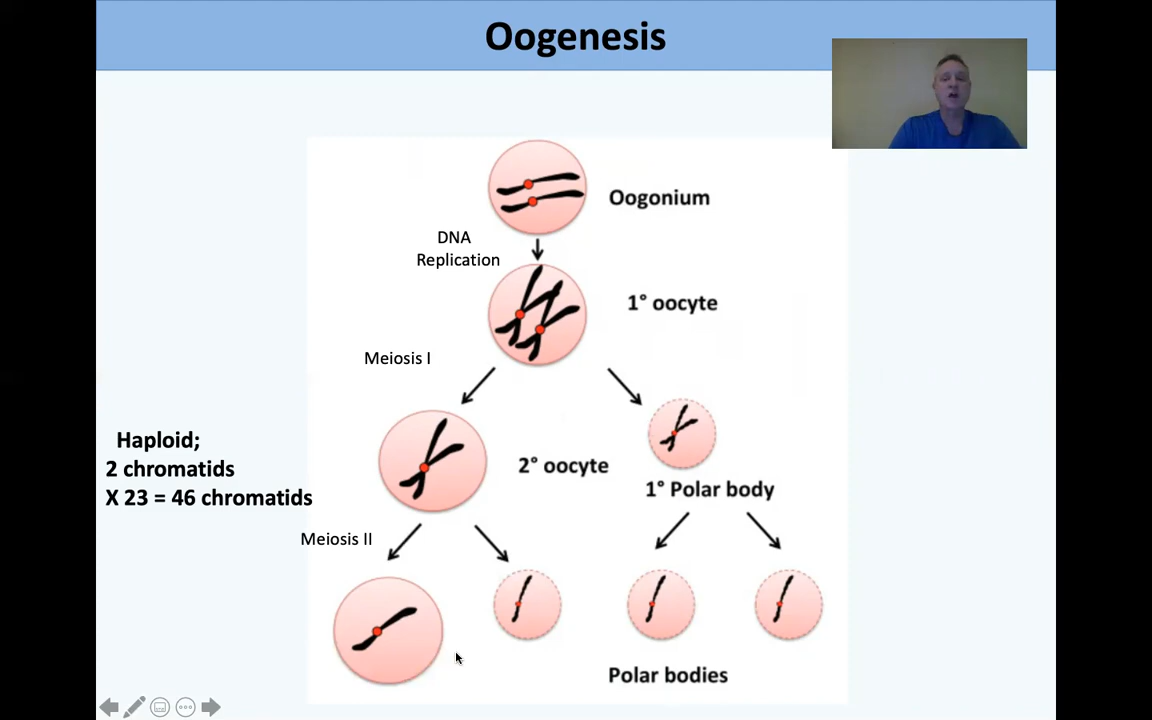 Oogenesis
Oogonium
DNA
Replication
1° oocyte
Meiosis I
Haploid;
2 chromatids
X 23 = 46 chromatids
2° oocyte
1° Polar body
Meiosis II
Polar bodies